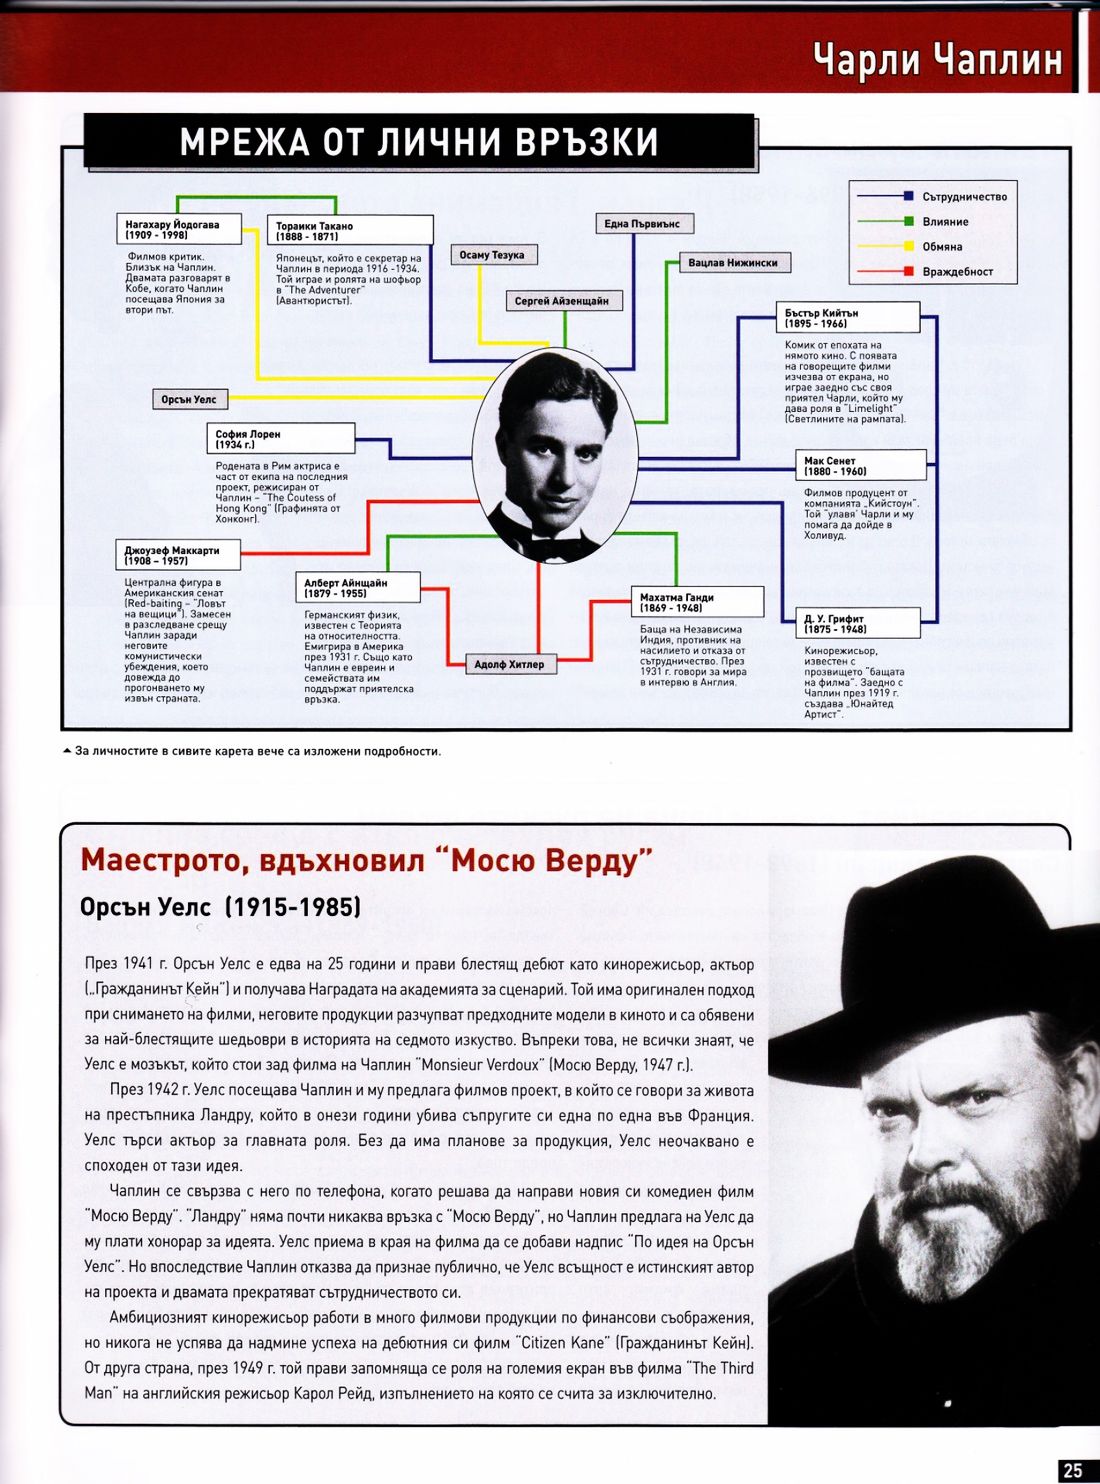 Чарли Чаплин
МРЕЖА ОТ ЛИЧНИ ВРЪЗКИ
Сътрудничество
Влияние
Обмяна
Враждебност
Нагахару Йодогава
(1909 - 1998)
Филмов критик.
Близък на Чаплин.
Двамата разговарят в
Кобе, когато Чаплин
посещава Япония за
втори път.
Тораики Такано
(1888 - 1871)
Японецът, който е секретар на
Чаплин в периода 1916 -1934.
Той играе и ролята на шофьор
в "The Adventurer"
(Авантюристът).
Осаму Тезука
Сергей Айзенщайн
Една Първиънс
Вацлав Нижински
Бъстър Кийтън
(1895 - 1966)
Комик от епохата на
нямото кино. С появата
на говорещите филми
изчезва от екрана, но
играе заедно със своя
приятел Чарли, който му
дава роля в "Limelight"
(Светлините на рампата).
Орсън Уелс
София Лорен
(1934 г.)
Родената в Рим актриса е
част от екипа на последния
проект, режисиран от
Чаплин – "The Coutess of
Hong Kong" (Графинята от
Хонконг).
Мак Сенет
(1880 - 1960)
Филмов продуцент от
компанията „Кийстоун".
Той "улавя' Чарли и му
помага да дойде в
Холивуд.
Джоузеф Маккарти
(1908 – 1957)
Централна фигура в
Американския сенат
(Red-baiting – "Ловът
на вещици"). Замесен
в разследване срещу
Чаплин заради
неговите
комунистически
убеждения, което
довежда до
прогонването му
извън страната.
Алберт Айнщайн
(1879 - 1955)
Германският физик,
известен с Теорията
на относителността.
Емигрира в Америка
през 1931 г. Също като
Чаплин е евреин и
семействата им
поддържат приятелска
връзка.
Адолф Хитлер
Махатма Ганди
(1869 - 1948)
Баща на Независима
Индия, противник на
насилието и отказа от
сътрудничество. През
1931 г. говори за мира
в интервю в Англия.
Д. У. Грифит
(1875 - 1948)
Кинорежисьор,
известен с
прозвището "бащата
на филма". Заедно с
Чаплин през 1919 г.
създава „Юнайтед
Артист".
За личностите в сивите карета вече са изложени подробности.
Маестрото, вдъхновил "Мосю Верду"
Орсън Уелс (1915-1985)
През 1941 г. Орсън Уелс е едва на 25 години и прави блестящ дебют като кинорежисьор, актьор
(„Гражданинът Кейн") и получава Наградата на академията за сценарий. Той има оригинален подход
при снимането на филми, неговите продукции разчупват предходните модели в киното и са обявени
за най-блестящите шедьоври в историята на седмото изкуство. Въпреки това, не всички знаят, че
Уелс е мозъкът, който стои зад филма на Чаплин "Monsieur Verdoux" (Мосю Верду, 1947 г.).
През 1942 г. Уелс посещава Чаплин и му предлага филмов проект, в който се говори за живота
на престъпника Ландру, който в онези години убива съпругите си една по една във Франция.
Уелс търси актьор за главната роля. Без да има планове за продукция, Уелс неочаквано е
споходен от тази идея.
Чаплин се свързва с него по телефона, когато решава да направи новия си комедиен филм
"Мосю Верду". "Ландру" няма почти никаква връзка с "Мосю Верду", но Чаплин предлага на Уелс да
му плати хонорар за идеята. Уелс приема в края на филма да се добави надпис "По идея на Орсън
Уелс". Но впоследствие Чаплин отказва да признае публично, че Уелс всъщност е истинският автор
на проекта и двамата прекратяват сътрудничеството си.
Амбициозният кинорежисьор работи в много филмови продукции по финансови съображения,
но никога не успява да надмине успеха на дебютния си филм "Citizen Kane" (Гражданинът Кейн).
От друга страна, през 1949 г. той прави запомняща се роля на големия екран във филма "The Third
Man" на английския режисьор Карол Рейд, изпълнението на която се счита за изключително.
25